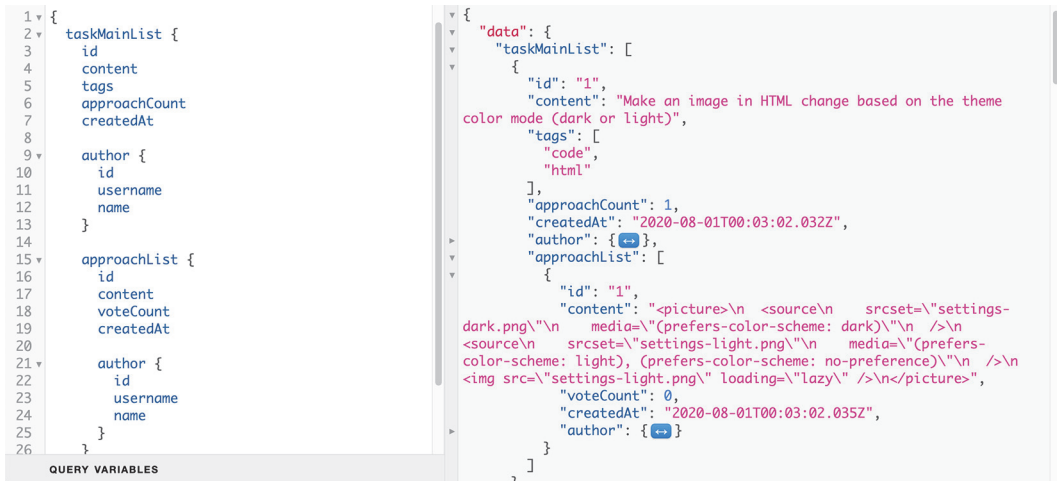 1 {
2 taskMainList {
3 id
4 content
5 tags
6 approachCount
7 createdAt
8
9 author {
10 id
11 username
12 name
13 }
14
15 approachList {
16 id
17 content
18 voteCount
19 createdAt
20
21 author {
22 id
23 username
24 name
25 }
26 }
QUERY VARIABLES
{
"data": {
"taskMainList": [
{
"id": "1",
"content": "Make an image in HTML change based on the theme
color mode (dark or light)",
"tags": [
"code",
"html"
],
"approachCount": 1,
"createdAt": "2020-08-01T00:03:02.032Z",
"author": {↔},
"approachList": [
{
"id": "1",
"content": "<picture>\n  <source\n    srcset=\"settings-
dark.png\"\n    media=\"(prefers-color-scheme: dark)\"\n  />\n
<source\n    srcset=\"settings-light.png\"\n    media=\"(prefers-
color-scheme: light), (prefers-color-scheme: no-preference)\"\n  />\n
<img src=\"settings-light.png\" loading=\"lazy\" />\n</picture>",
"voteCount": 0,
"createdAt": "2020-08-01T00:03:02.035Z",
"author": {↔}
}
]